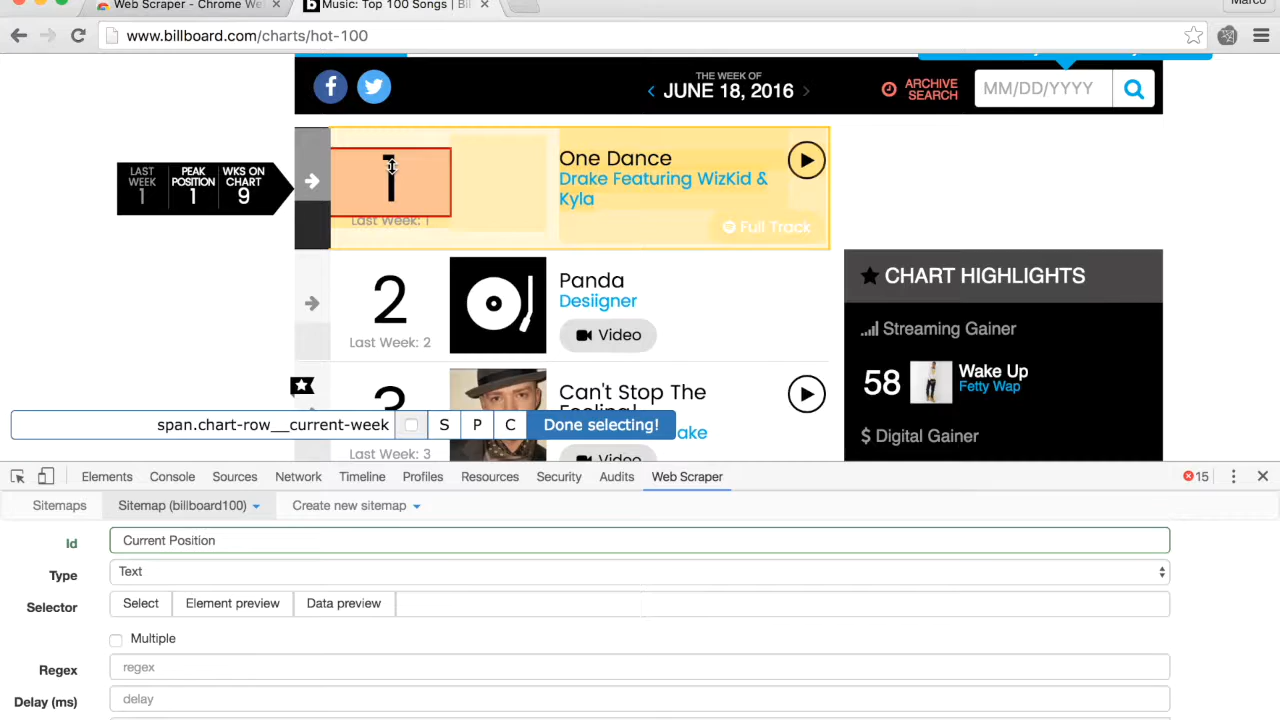 Web Scraper - Chrome We
Music: Top 100 Songs | Bil
Marco
www.billboard.com/charts/hot-100
THE WEEK OF
JUNE 18, 2016
ARCHIVE
SEARCH
MM/DD/YYYY
LAST
WEEK
1
PEAK
POSITION
1
WKS ON
CHART
9
1
Last Week: 1
One Dance
Drake Featuring WizKid &
Kyla
Full Track
2
Last Week: 2
Panda
Desiigner
Video
3
Last Week: 3
Can't Stop The
Feeling!
ake
Video
CHART HIGHLIGHTS
Streaming Gainer
58
Wake Up
Fetty Wap
$ Digital Gainer
span.chart-row__current-week
S P C Done selecting!
Elements Console Sources Network Timeline Profiles Resources Security Audits Web Scraper 15
Sitemaps Sitemap (billboard100) Create new sitemap
Id Current Position
Type Text
Selector Select Element preview Data preview
Multiple
Regex regex
Delay (ms) delay